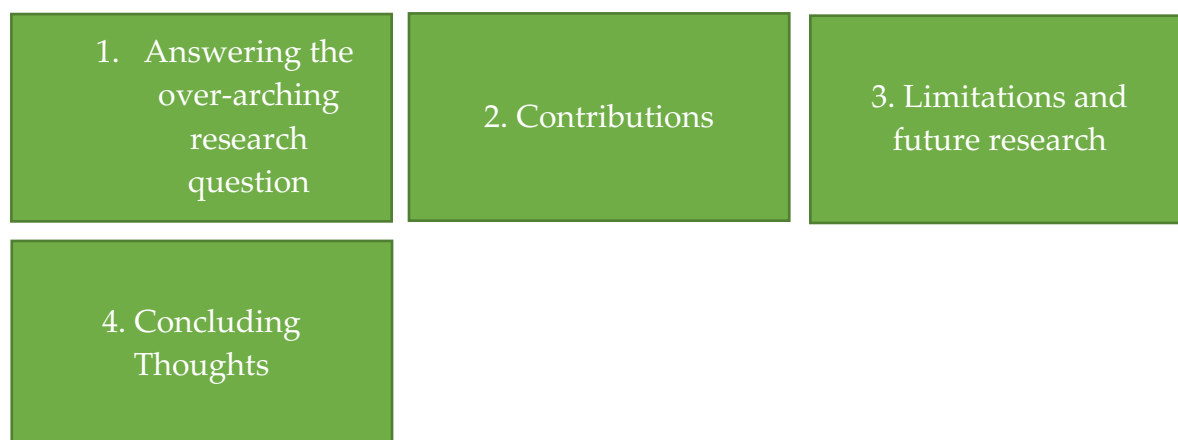 1. Answering the
over-arching
research
question
2. Contributions
3. Limitations and
future research
4. Concluding
Thoughts